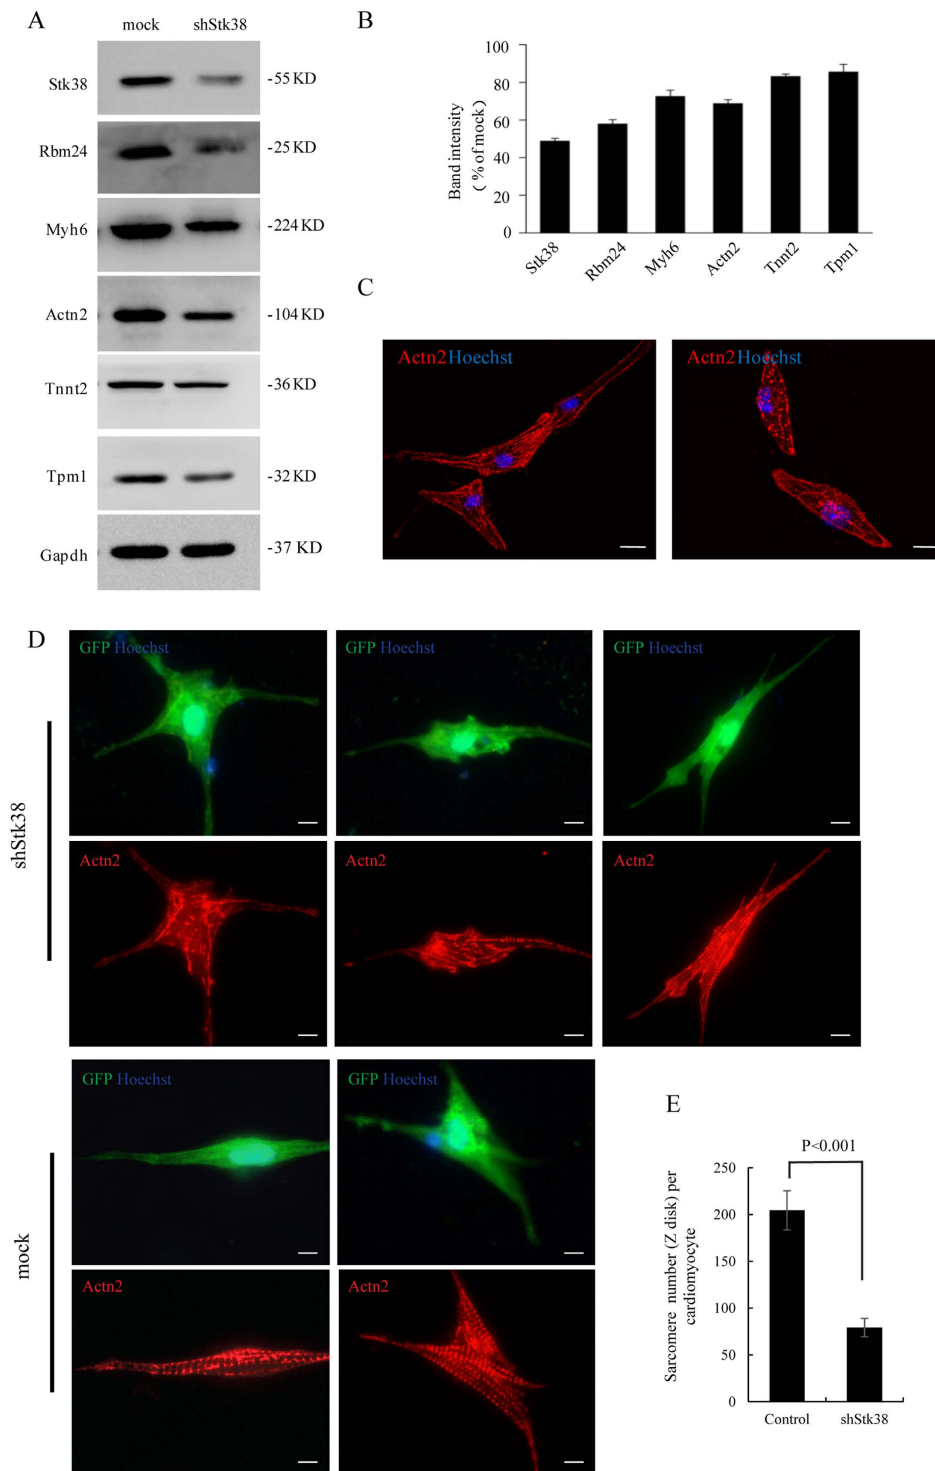 A
mock shStk38
Stk38 -55 KD
Rbm24 -25 KD
Myh6 -224 KD
Actn2 -104 KD
Tnnt2 -36 KD
Tpm1 -32 KD
Gapdh -37 KD
B
Band intensity
( % of mock)
100
80
60
40
20
0
Stk38 Rbm24 Myh6 Actn2 Tnnt2 Tpm1
C
Actn2 Hoechst
Actn2 Hoechst
D
shStk38
GFP Hoechst
GFP Hoechst
GFP Hoechst
Actn2
Actn2
Actn2
mock
GFP Hoechst
GFP Hoechst
Actn2
Actn2
E
P<0.001
Sarcomere number (Z disk) per
cardiomyocyte
250
200
150
100
50
0
Control shStk38